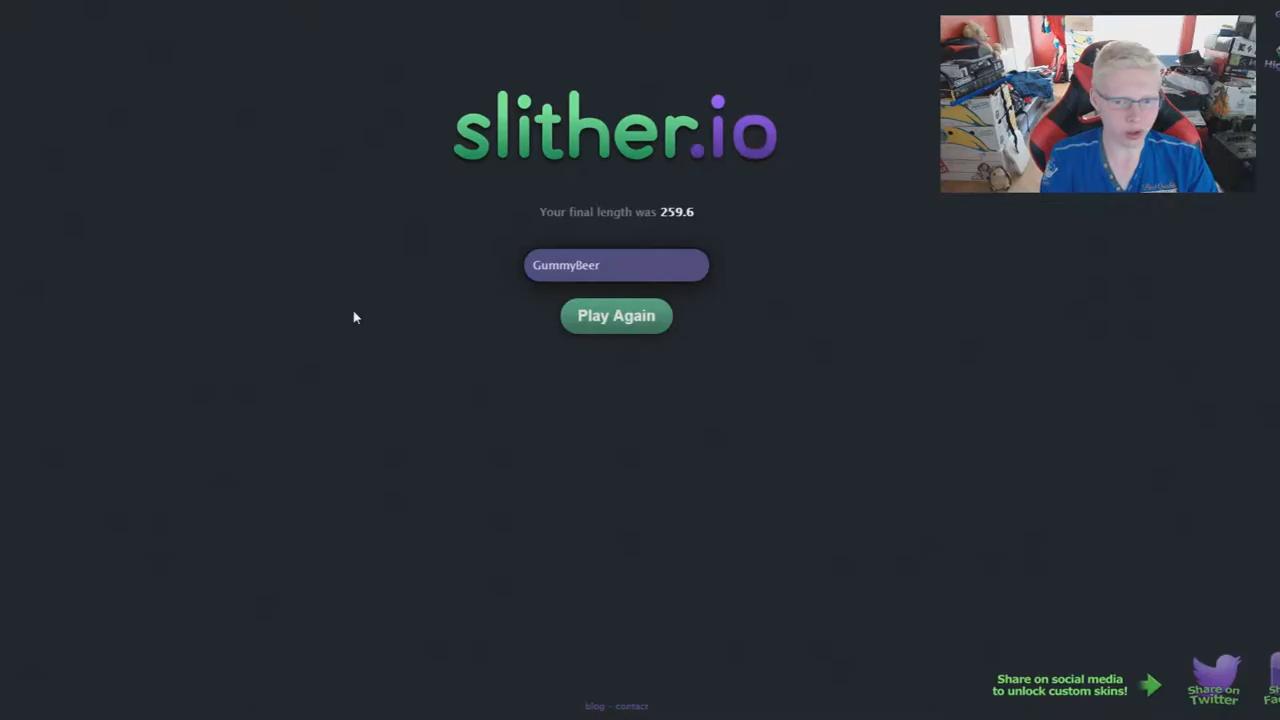 slither.io
Your final length was 259.6
GummyBeer
Play Again
Share on social media
to unlock custom skins!
Share on
Twitter
blog - contact